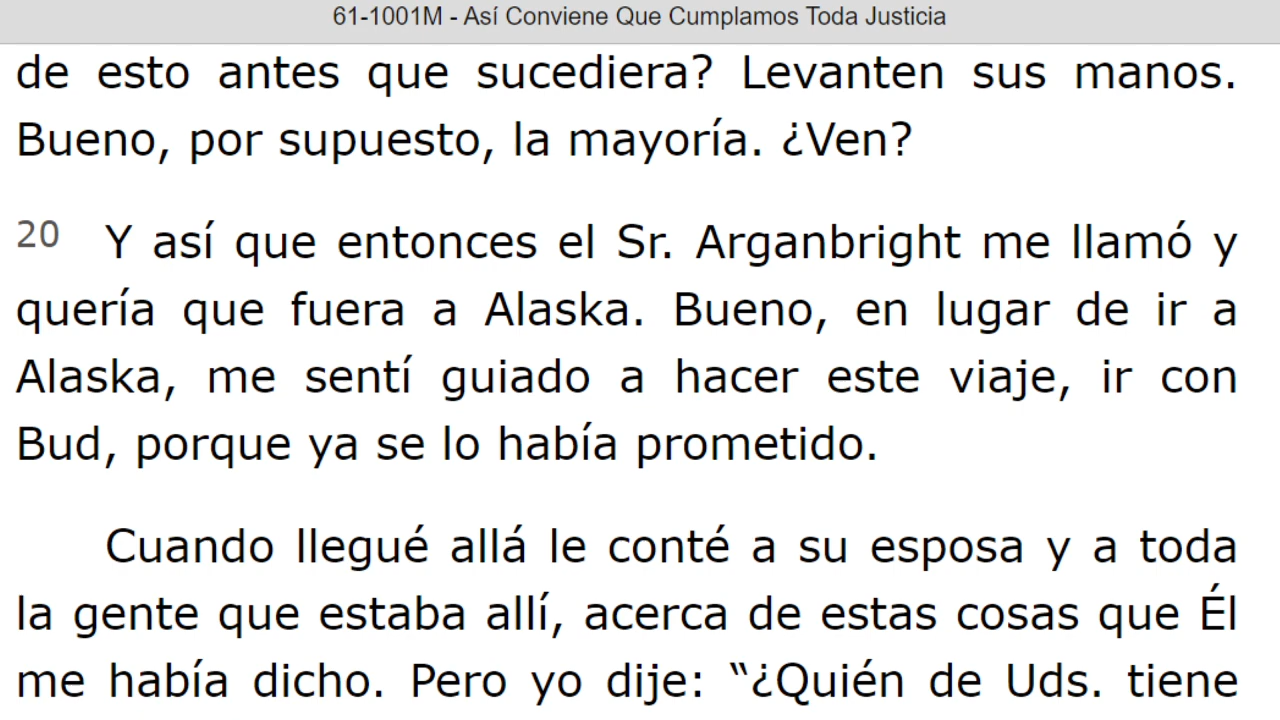 61-1001M - Así Conviene Que Cumplamos Toda Justicia
de esto antes que sucediera? Levanten sus manos.
Bueno, por supuesto, la mayoría. ¿Ven?
20 Y así que entonces el Sr. Arganbright me llamó y
quería que fuera a Alaska. Bueno, en lugar de ir a
Alaska, me sentí guiado a hacer este viaje, ir con
Bud, porque ya se lo había prometido.
Cuando llegué allá le conté a su esposa y a toda
la gente que estaba allí, acerca de estas cosas que Él
me había dicho. Pero yo dije: “¿Quién de Uds. tiene